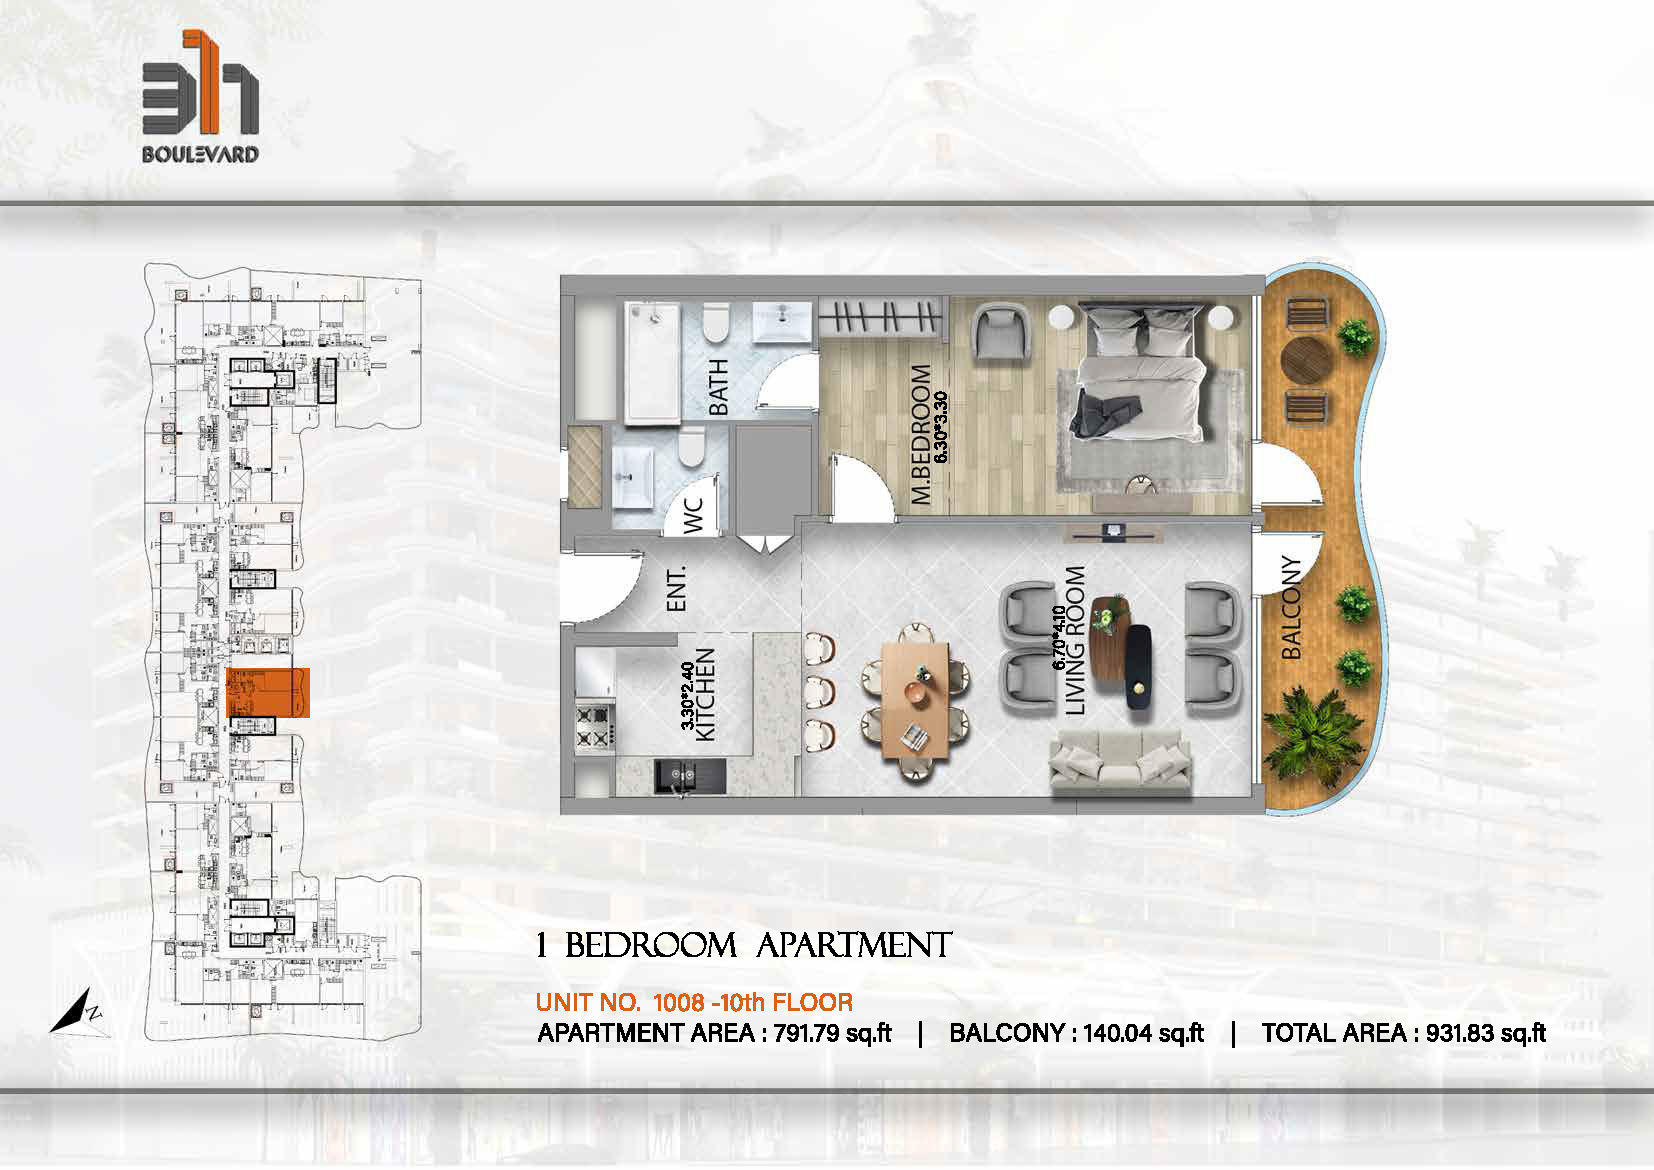 311
BOULEVARD
BATH
WC
ENT.
M.BEDROOM
6.30*3.30
3.30*2.40
KITCHEN
6.70*4.10
LIVING ROOM
BALCONY
N
1 BEDROOM APARTMENT
UNIT NO. 1008 -10th FLOOR
APARTMENT AREA : 791.79 sq.ft | BALCONY : 140.04 sq.ft | TOTAL AREA : 931.83 sq.ft